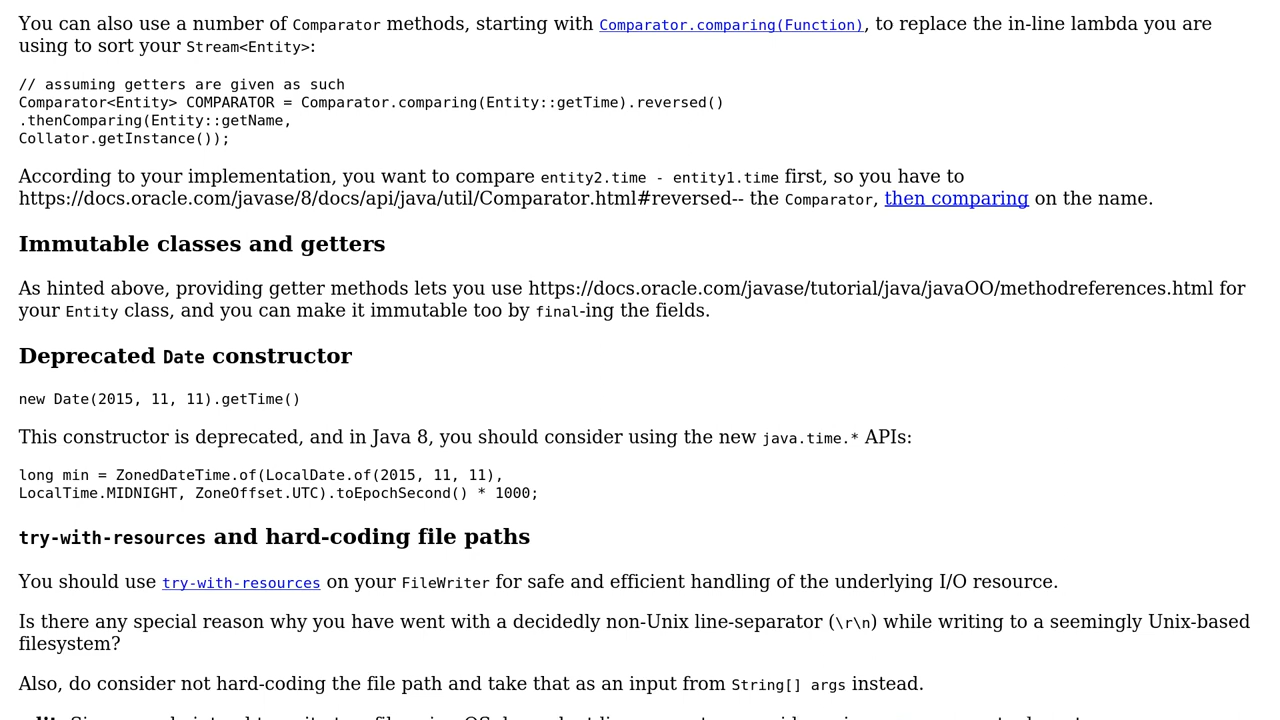 You can also use a number of Comparator methods, starting with Comparator.comparing(Function), to replace the in-line lambda you are
using to sort your Stream<Entity>:
// assuming getters are given as such
Comparator<Entity> COMPARATOR = Comparator.comparing(Entity::getTime).reversed()
.thenComparing(Entity::getName,
Collator.getInstance());
According to your implementation, you want to compare entity2.time - entity1.time first, so you have to
https://docs.oracle.com/javase/8/docs/api/java/util/Comparator.html#reversed-- the Comparator, then comparing on the name.
Immutable classes and getters
As hinted above, providing getter methods lets you use https://docs.oracle.com/javase/tutorial/java/javaOO/methodreferences.html for
your Entity class, and you can make it immutable too by final-ing the fields.
Deprecated Date constructor
new Date(2015, 11, 11).getTime()
This constructor is deprecated, and in Java 8, you should consider using the new java.time.* APIs:
long min = ZonedDateTime.of(LocalDate.of(2015, 11, 11),
LocalTime.MIDNIGHT, ZoneOffset.UTC).toEpochSecond() * 1000;
try-with-resources and hard-coding file paths
You should use try-with-resources on your FileWriter for safe and efficient handling of the underlying I/O resource.
Is there any special reason why you have went with a decidedly non-Unix line-separator (\r\n) while writing to a seemingly Unix-based
filesystem?
Also, do consider not hard-coding the file path and take that as an input from String[] args instead.